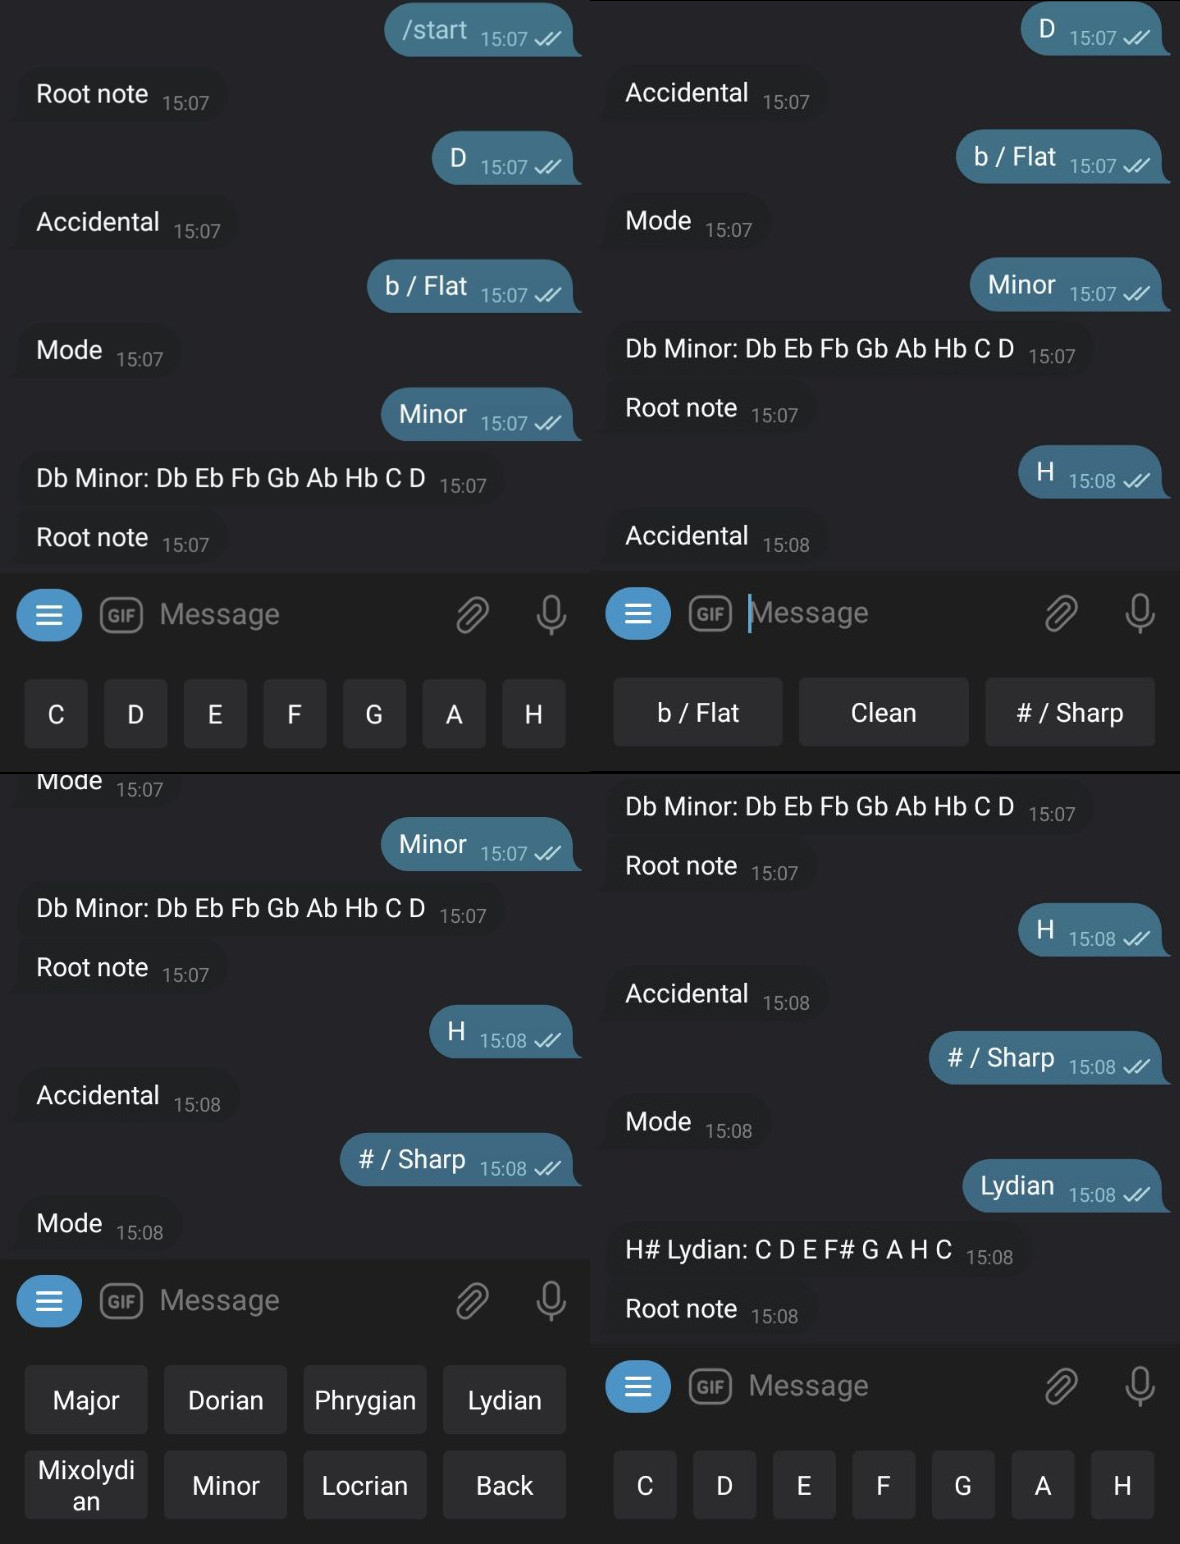 /start 15:07
Root note 15:07
D 15:07
Accidental 15:07
b / Flat 15:07
Mode 15:07
Minor 15:07
Db Minor: Db Eb Fb Gb Ab Hb C D 15:07
Root note 15:07
GIF Message
C D E F G A H
D 15:07
Accidental 15:07
b / Flat 15:07
Mode 15:07
Minor 15:07
Db Minor: Db Eb Fb Gb Ab Hb C D 15:07
Root note 15:07
H 15:08
Accidental 15:08
GIF Message
b / Flat Clean # / Sharp
Mode 15:07
Minor 15:07
Db Minor: Db Eb Fb Gb Ab Hb C D 15:07
Root note 15:07
H 15:08
Accidental 15:08
# / Sharp 15:08
Mode 15:08
GIF Message
Major Dorian Phrygian Lydian
Mixolydi
an Minor Locrian Back
Db Minor: Db Eb Fb Gb Ab Hb C D 15:07
Root note 15:07
H 15:08
Accidental 15:08
# / Sharp 15:08
Mode 15:08
Lydian 15:08
H# Lydian: C D E F# G A H C 15:08
Root note 15:08
GIF Message
C D E F G A H